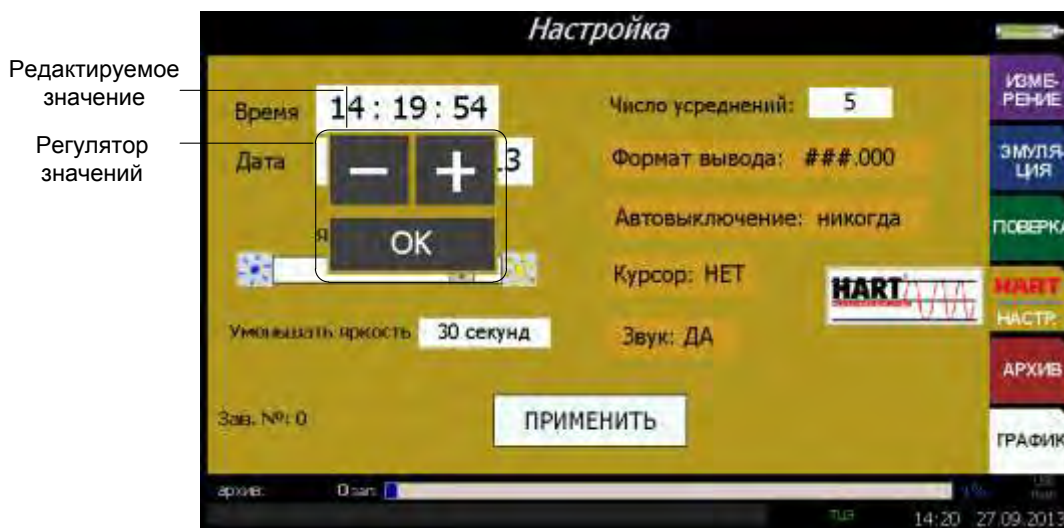 Настройка
Редактируемое
значение
Регулятор
значений
Время 14 : 19 : 54
Дата .13
− +
OK
Уменьшать яркость 30 секунд
Зав. №: 0
Число усреднений: 5
Формат вывода: ###.000
Автовыключение: никогда
Курсор: НЕТ
Звук: ДА
HART
ПРИМЕНИТЬ
ИЗМЕ-
РЕНИЕ
ЭМУЛЯ-
ЦИЯ
ПОВЕРКА
HART
НАСТР.
АРХИВ
ГРАФИК
архив: 0 зап.
14:20 27.09.2013